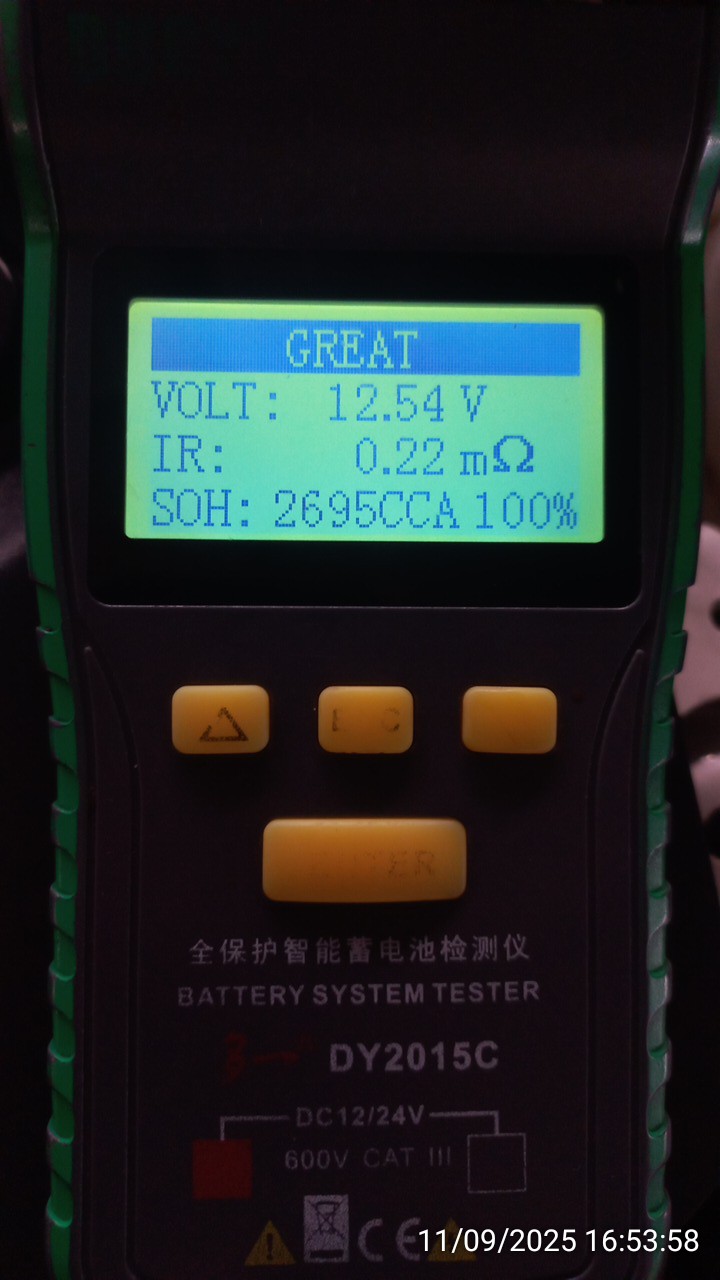 GREAT
VOLT: 12.54 V
IR: 0.22 mΩ
SOH: 2695CCA 100%
全保护智能蓄电池检测仪
BATTERY SYSTEM TESTER
DY2015C
DC12/24V
600V CAT III
CE
11/09/2025 16:53:58